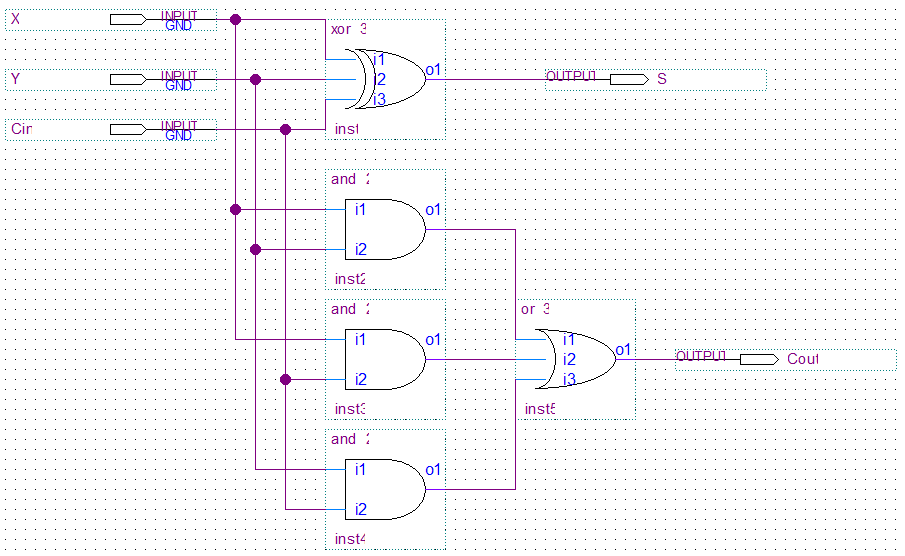 X INPUT
GND
xor 3
i1
o1
Y INPUT
GND
i2
OUTPUT S
i3
Cin INPUT
GND
inst
and 2
i1 o1
i2
inst2
and 2
i1 o1
i2
inst3
or 3
i1
o1
i2
i3
inst5
OUTPUT Cout
and 2
i1 o1
i2
inst4